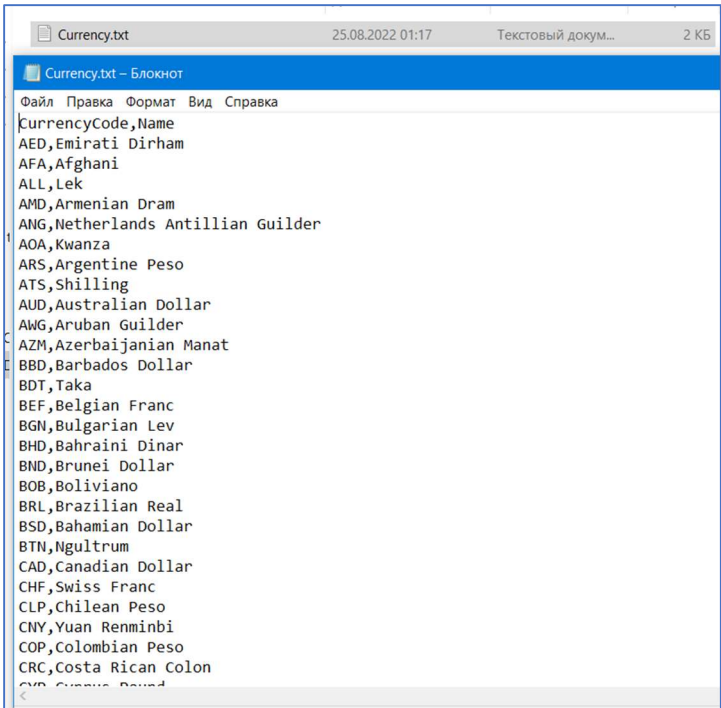 Currency.txt 25.08.2022 01:17 Текстовый докум... 2 КБ
Currency.txt – Блокнот
Файл Правка Формат Вид Справка
CurrencyCode,Name
AED,Emirati Dirham
AFA,Afghani
ALL,Lek
AMD,Armenian Dram
ANG,Netherlands Antillian Guilder
AOA,Kwanza
ARS,Argentine Peso
ATS,Shilling
AUD,Australian Dollar
AWG,Aruban Guilder
AZM,Azerbaijanian Manat
BBD,Barbados Dollar
BDT,Taka
BEF,Belgian Franc
BGN,Bulgarian Lev
BHD,Bahraini Dinar
BND,Brunei Dollar
BOB,Boliviano
BRL,Brazilian Real
BSD,Bahamian Dollar
BTN,Ngultrum
CAD,Canadian Dollar
CHF,Swiss Franc
CLP,Chilean Peso
CNY,Yuan Renminbi
COP,Colombian Peso
CRC,Costa Rican Colon